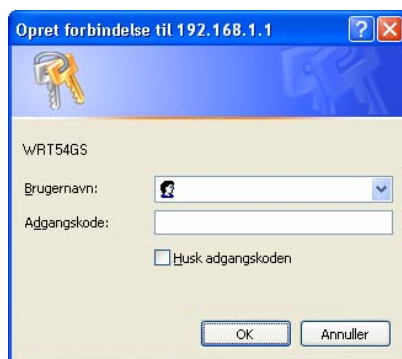 Opret forbindelse til 192.168.1.1
WRT54GS
Brugernavn:
Adgangskode:
Husk adgangskoden
OK
Annuller